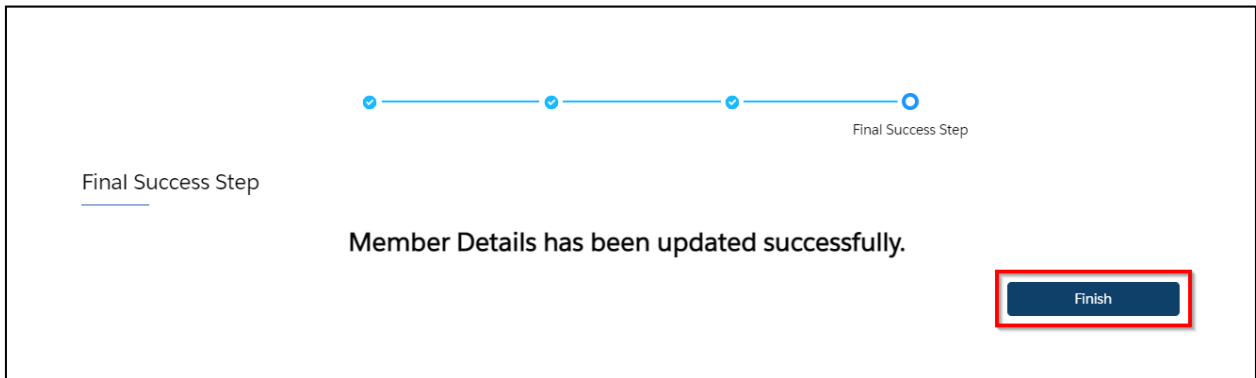 Final Success Step
Final Success Step
Member Details has been updated successfully.
Finish